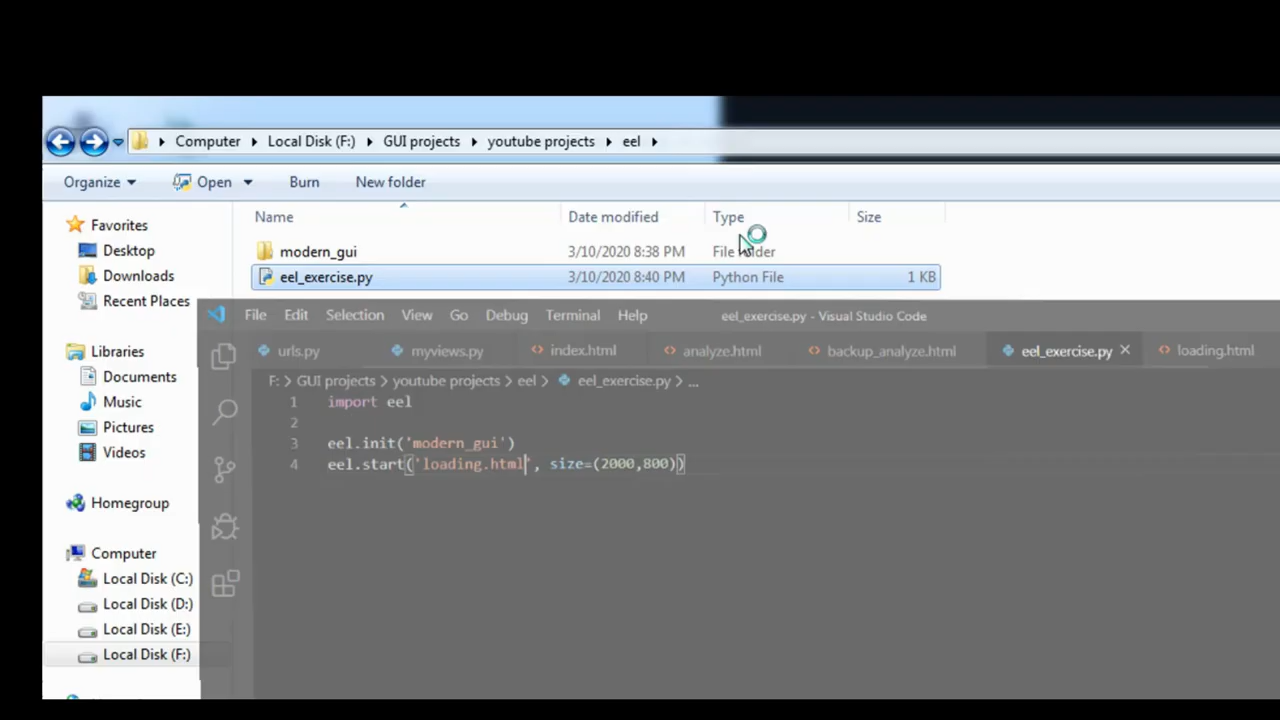 Computer Local Disk (F:) GUI projects youtube projects eel
Organize Open Burn New folder
Name Date modified Type Size
Favorites
Desktop
Downloads
Recent Places
modern_gui 3/10/2020 8:38 PM File folder
eel_exercise.py 3/10/2020 8:40 PM Python File 1 KB
Libraries
Documents
Music
Pictures
Videos
Homegroup
Computer
Local Disk (C:)
Local Disk (D:)
Local Disk (E:)
Local Disk (F:)
File Edit Selection View Go Debug Terminal Help eel_exercise.py - Visual Studio Code
urls.py myviews.py index.html analyze.html backup_analyze.html eel_exercise.py loading.html
F: > GUI projects > youtube projects > eel > eel_exercise.py > ...
1 import eel
2
3 eel.init('modern_gui')
4 eel.start('loading.html', size=(2000,800))